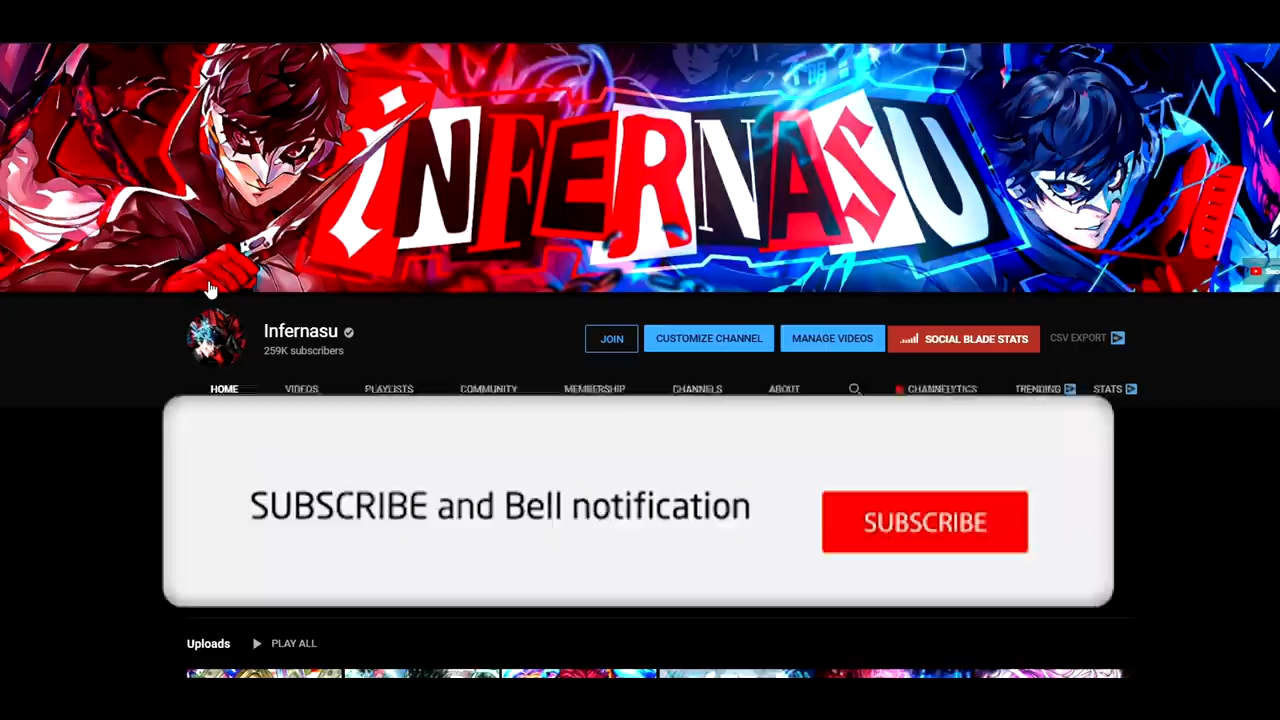 iNFERNASU
Infernasu
259K subscribers
JOIN
CUSTOMIZE CHANNEL
MANAGE VIDEOS
SOCIAL BLADE STATS
CSV EXPORT
HOME
VIDEOS
PLAYLISTS
COMMUNITY
MEMBERSHIP
CHANNELS
ABOUT
CHANNELYTICS
TRENDING
STATS
SUBSCRIBE and Bell notification
SUBSCRIBE
Uploads
PLAY ALL